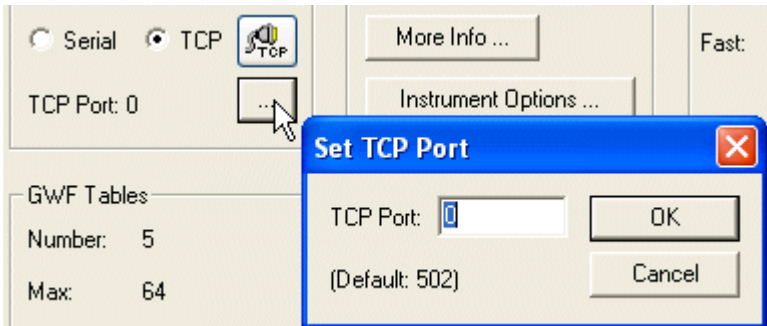 Serial TCP TCP
TCP Port: 0 ...
GWF Tables
Number: 5
Max: 64
More Info ...
Instrument Options ...
Fast:
Set TCP Port
TCP Port: 0
OK
(Default: 502)
Cancel